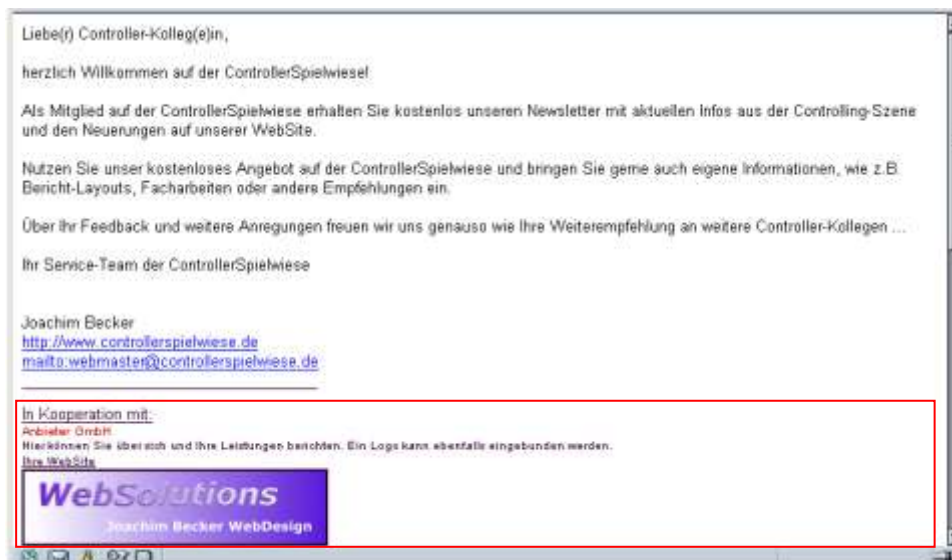 Liebe(r) Controller-Kolleg(e)in,
herzlich Willkommen auf der ControllerSpielwiese!
Als Mitglied auf der ControllerSpielwiese erhalten Sie kostenlos unseren Newsletter mit aktuellen Infos aus der Controlling-Szene
und den Neuerungen auf unserer WebSite.
Nutzen Sie unser kostenloses Angebot auf der ControllerSpielwiese und bringen Sie gerne auch eigene Informationen, wie z.B.
Bericht-Layouts, Facharbeiten oder andere Empfehlungen ein.
Über Ihr Feedback und weitere Anregungen freuen wir uns genauso wie Ihre Weiterempfehlung an weitere Controller-Kollegen ...
Ihr Service-Team der ControllerSpielwiese
Joachim Becker
http://www.controllerspielwiese.de
mailto:webmaster@controllerspielwiese.de
In Kooperation mit:
Anbieter GmbH
Hier können Sie über sich und Ihre Leistungen berichten. Ein Logo kann ebenfalls eingebunden werden.
Ihre WebSite
WebSolutions
Joachim Becker WebDesign